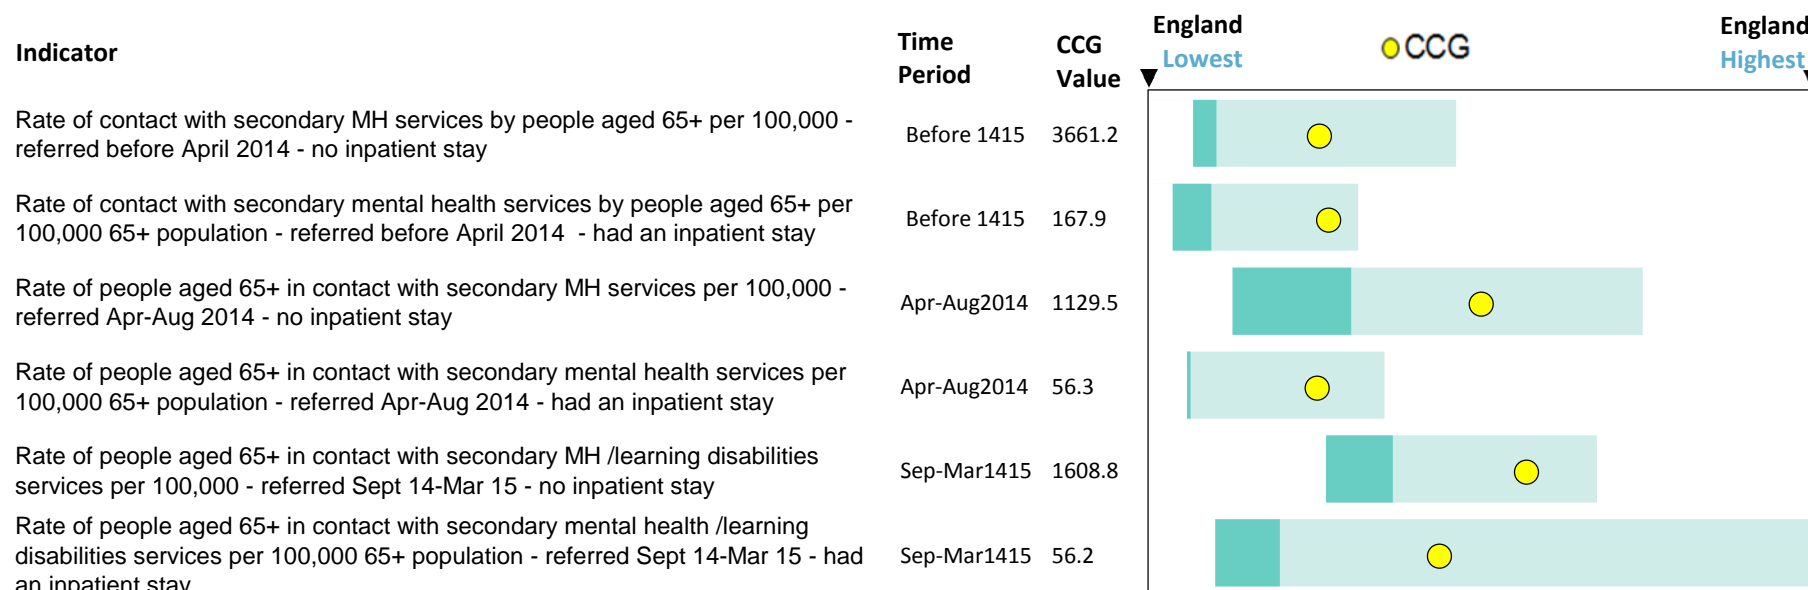 Indicator
Time Period
CCG Value
England Lowest
CCG
England Highest
Rate of contact with secondary MH services by people aged 65+ per 100,000 -
referred before April 2014 - no inpatient stay
Before 1415 3661.2
Rate of contact with secondary mental health services by people aged 65+ per
100,000 65+ population - referred before April 2014 - had an inpatient stay
Before 1415 167.9
Rate of people aged 65+ in contact with secondary MH services per 100,000 -
referred Apr-Aug 2014 - no inpatient stay
Apr-Aug2014 1129.5
Rate of people aged 65+ in contact with secondary mental health services per
100,000 65+ population - referred Apr-Aug 2014 - had an inpatient stay
Apr-Aug2014 56.3
Rate of people aged 65+ in contact with secondary MH /learning disabilities
services per 100,000 - referred Sept 14-Mar 15 - no inpatient stay
Sep-Mar1415 1608.8
Rate of people aged 65+ in contact with secondary mental health /learning
disabilities services per 100,000 65+ population - referred Sept 14-Mar 15 - had
an inpatient stay
Sep-Mar1415 56.2